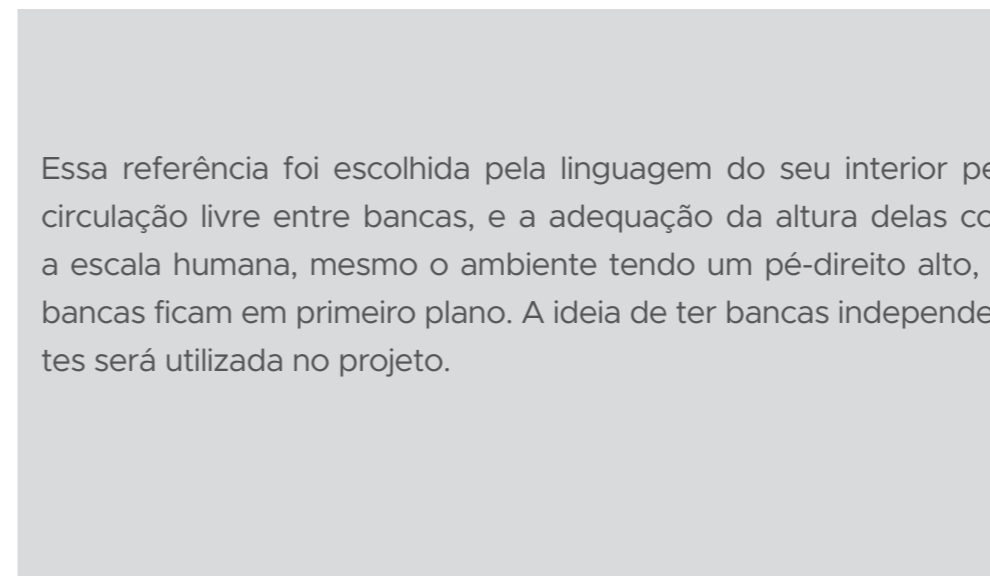 Essa referência foi escolhida pela linguagem do seu interior pe
circulação livre entre bancas, e a adequação da altura delas co
a escala humana, mesmo o ambiente tendo um pé-direito alto,
bancas ficam em primeiro plano. A ideia de ter bancas independe
tes será utilizada no projeto.